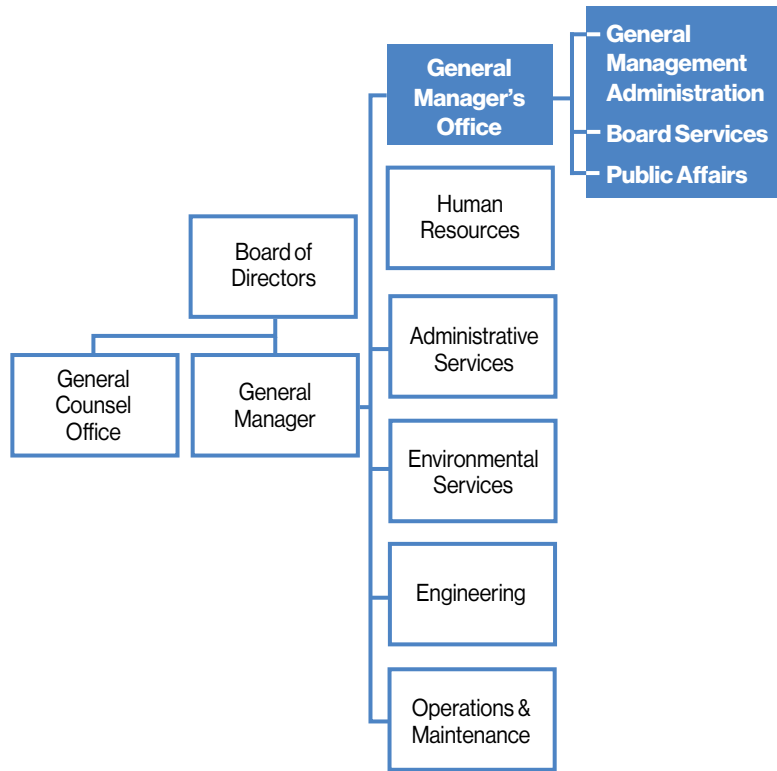 General
Manager’s
Office
General
Management
Administration
Board Services
Public Affairs
Human
Resources
Board of
Directors
Administrative
Services
General
Counsel
Office
General
Manager
Environmental
Services
Engineering
Operations &
Maintenance